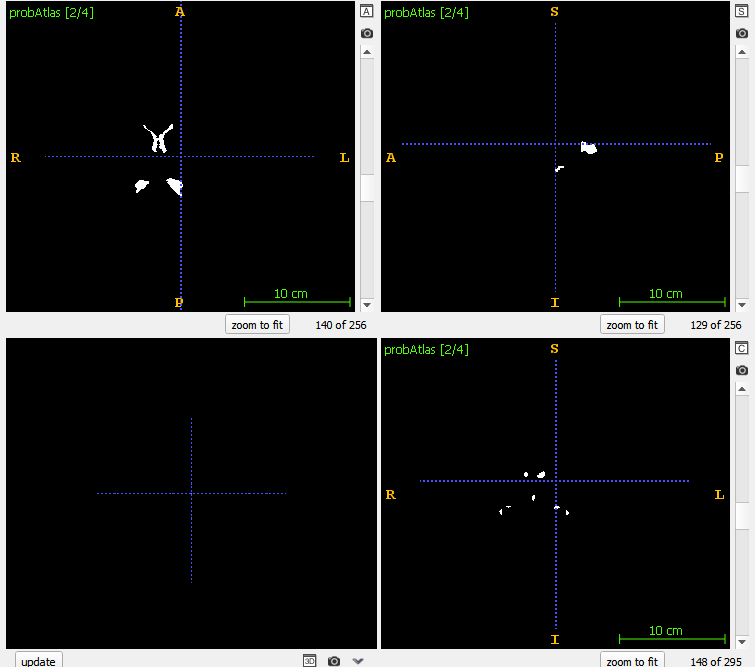 probAtlas [2/4]
A
A
R
L
10 cm
P
zoom to fit
140 of 256
probAtlas [2/4]
S
S
A
P
10 cm
I
zoom to fit
129 of 256
update
3D
probAtlas [2/4]
S
C
R
L
10 cm
I
zoom to fit
148 of 295